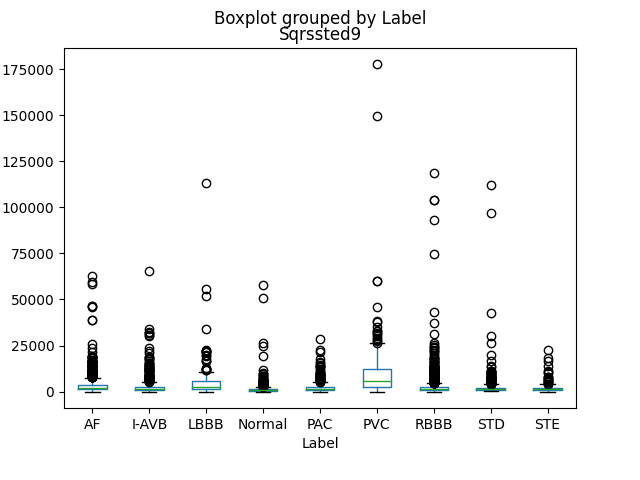 Boxplot grouped by Label
Sqrssted9
175000
150000
125000
100000
75000
50000
25000
0
AF I-AVB LBBB Normal PAC PVC RBBB STD STE
Label